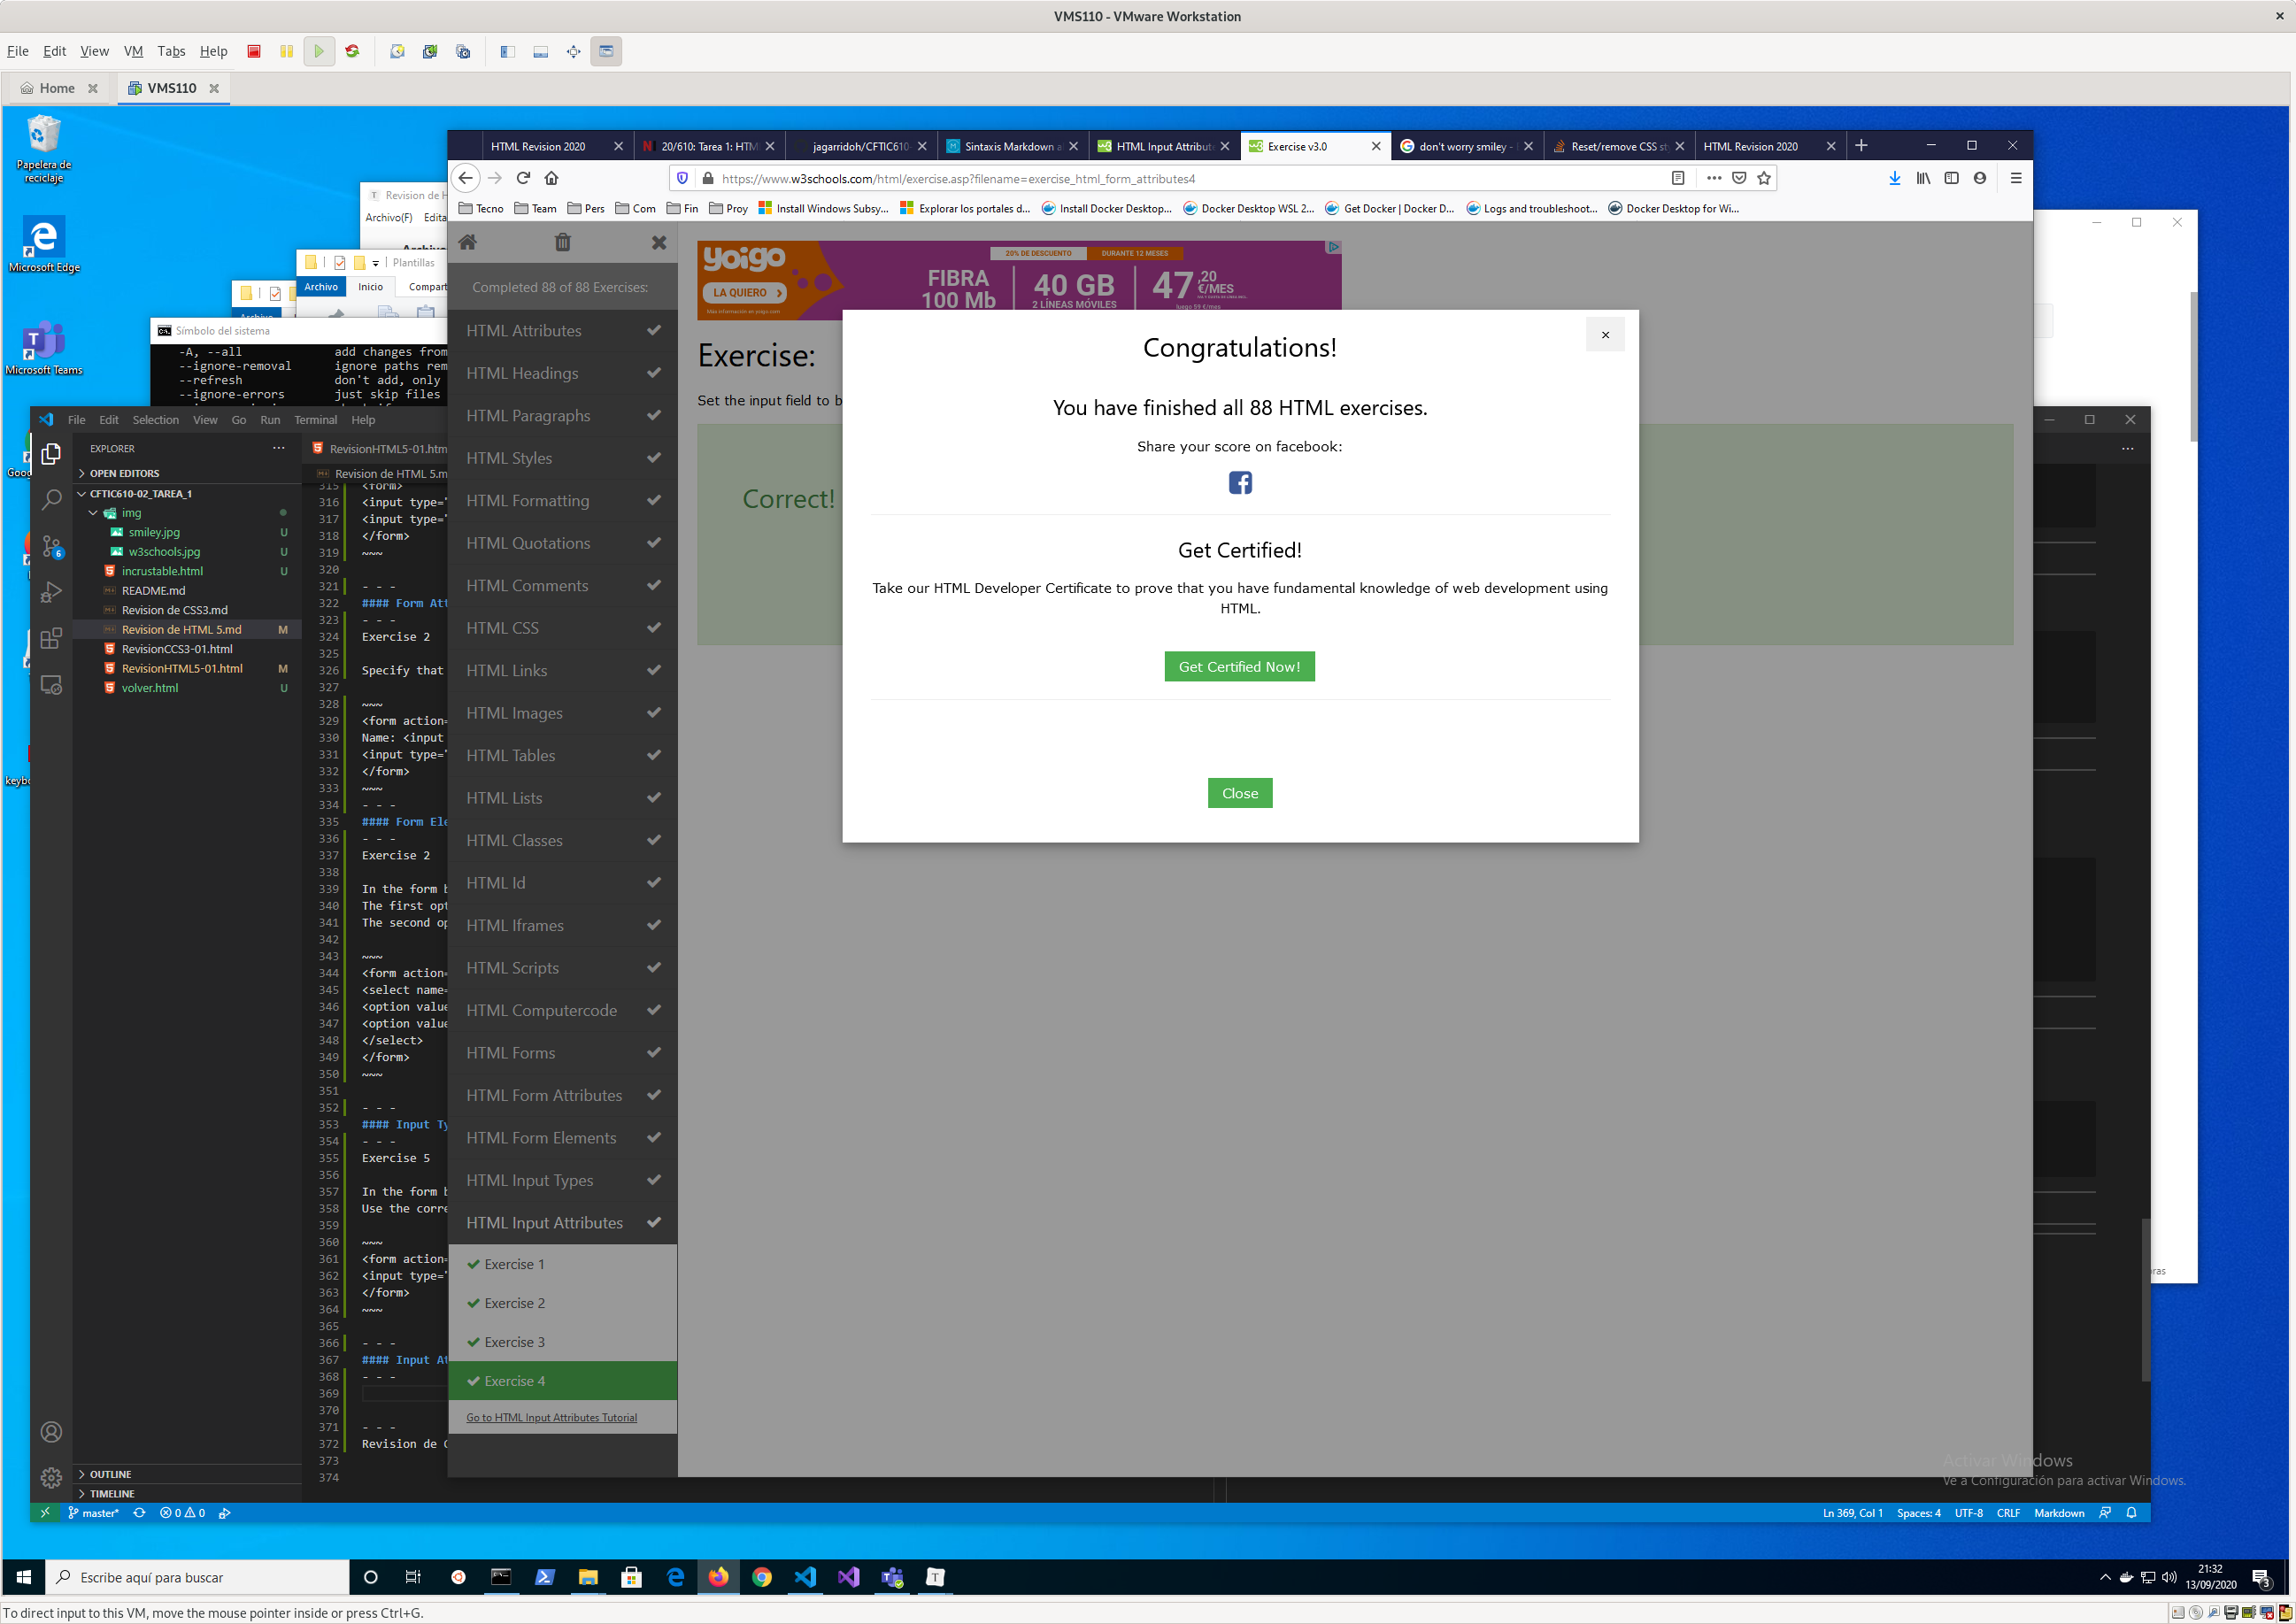 VMS110 - VMware Workstation
File Edit View VM Tabs Help
Home
VMS110
Papelera de reciclaje
Microsoft Edge
Microsoft Teams
Revision de H
Archivo(F) Edita
Plantillas
Archivo Inicio Compart
Símbolo del sistema
-A, --all add changes from
--ignore-removal ignore paths rem
--refresh don't add, only
--ignore-errors just skip files
HTML Revision 2020
20/610: Tarea 1: HTM
jagarridoh/CFTIC610-
Sintaxis Markdown al
HTML Input Attribute
Exercise v3.0
don't worry smiley -
Reset/remove CSS st
HTML Revision 2020
https://www.w3schools.com/html/exercise.asp?filename=exercise_html_form_attributes4
Tecno Team Pers Com Fin Proy Install Windows Subsy... Explorar los portales d... Install Docker Desktop... Docker Desktop WSL 2... Get Docker | Docker D... Logs and troubleshoot... Docker Desktop for Wi...
Completed 88 of 88 Exercises:
HTML Attributes
HTML Headings
HTML Paragraphs
HTML Styles
HTML Formatting
HTML Quotations
HTML Comments
HTML CSS
HTML Links
HTML Images
HTML Tables
HTML Lists
HTML Classes
HTML Id
HTML Iframes
HTML Scripts
HTML Computercode
HTML Forms
HTML Form Attributes
HTML Form Elements
HTML Input Types
HTML Input Attributes
Exercise 1
Exercise 2
Exercise 3
Exercise 4
Go to HTML Input Attributes Tutorial
yoigo
LA QUIERO
20% DE DESCUENTO DURANTE 12 MESES
FIBRA 100 Mb
40 GB
2 LÍNEAS MÓVILES
47,20 €/MES
Exercise:
Set the input field to b
Correct!
Congratulations!
You have finished all 88 HTML exercises.
Share your score on facebook:
Get Certified!
Take our HTML Developer Certificate to prove that you have fundamental knowledge of web development using
HTML.
Get Certified Now!
Close
×
File Edit Selection View Go Run Terminal Help
EXPLORER
OPEN EDITORS
CFTIC610-02_TAREA_1
img
smiley.jpg U
w3schools.jpg U
incrustable.html U
README.md
Revision de CSS3.md
Revision de HTML 5.md M
RevisionCCS3-01.html
RevisionHTML5-01.html M
volver.html U
OUTLINE
TIMELINE
RevisionHTML5-01.htm
Revision de HTML 5.m
315 <form>
316 <input type="
317 <input type="
318 </form>
319 ~~~
320
321 - - -
322 #### Form Att
323 - - -
324 Exercise 2
325
326 Specify that
327
328 ~~~
329 <form action=
330 Name: <input
331 <input type="
332 </form>
333 ~~~
334 - - -
335 #### Form Ele
336 - - -
337 Exercise 2
338
339 In the form b
340 The first opt
341 The second op
342
343 ~~~
344 <form action=
345 <select name=
346 <option value
347 <option value
348 </select>
349 </form>
350 ~~~
351
352 - - -
353 #### Input Ty
354 - - -
355 Exercise 5
356
357 In the form b
358 Use the corre
359
360 ~~~
361 <form action=
362 <input type="
363 </form>
364 ~~~
365
366 - - -
367 #### Input At
368 - - -
369
370
371 - - -
372 Revision de C
373
374
Activar Windows
Ve a Configuración para activar Windows.
master* 0 0 Ln 369, Col 1 Spaces: 4 UTF-8 CRLF Markdown
Escribe aquí para buscar
21:32
13/09/2020
3
To direct input to this VM, move the mouse pointer inside or press Ctrl+G.